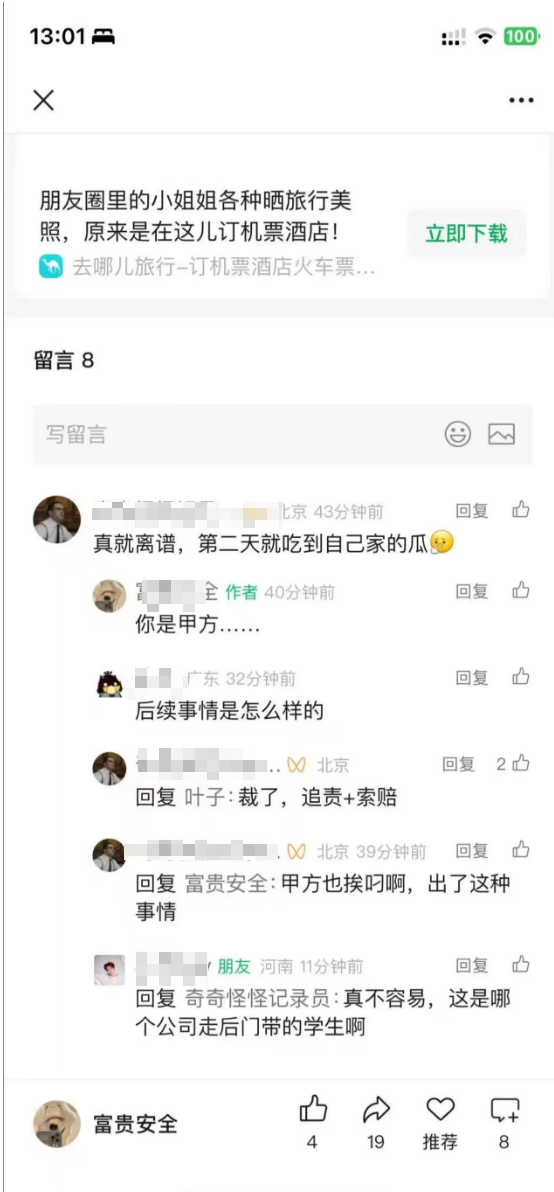 13:01
100
朋友圈里的小姐姐各种晒旅行美
照，原来是在这儿订机票酒店！
立即下载
去哪儿旅行-订机票酒店火车票...
留言 8
写留言
北京 43分钟前 回复
真就离谱，第二天就吃到自己家的瓜
全 作者 40分钟前 回复
你是甲方……
广东 32分钟前 回复
后续事情是怎么样的
.. 北京 回复 2
回复 叶子：裁了，追责+索赔
. 北京 39分钟前 回复
回复 富贵安全：甲方也挨叼啊，出了这种
事情
朋友 河南 11分钟前 回复
回复 奇奇怪怪记录员：真不容易，这是哪
个公司走后门带的学生啊
富贵安全
4 19 推荐 8